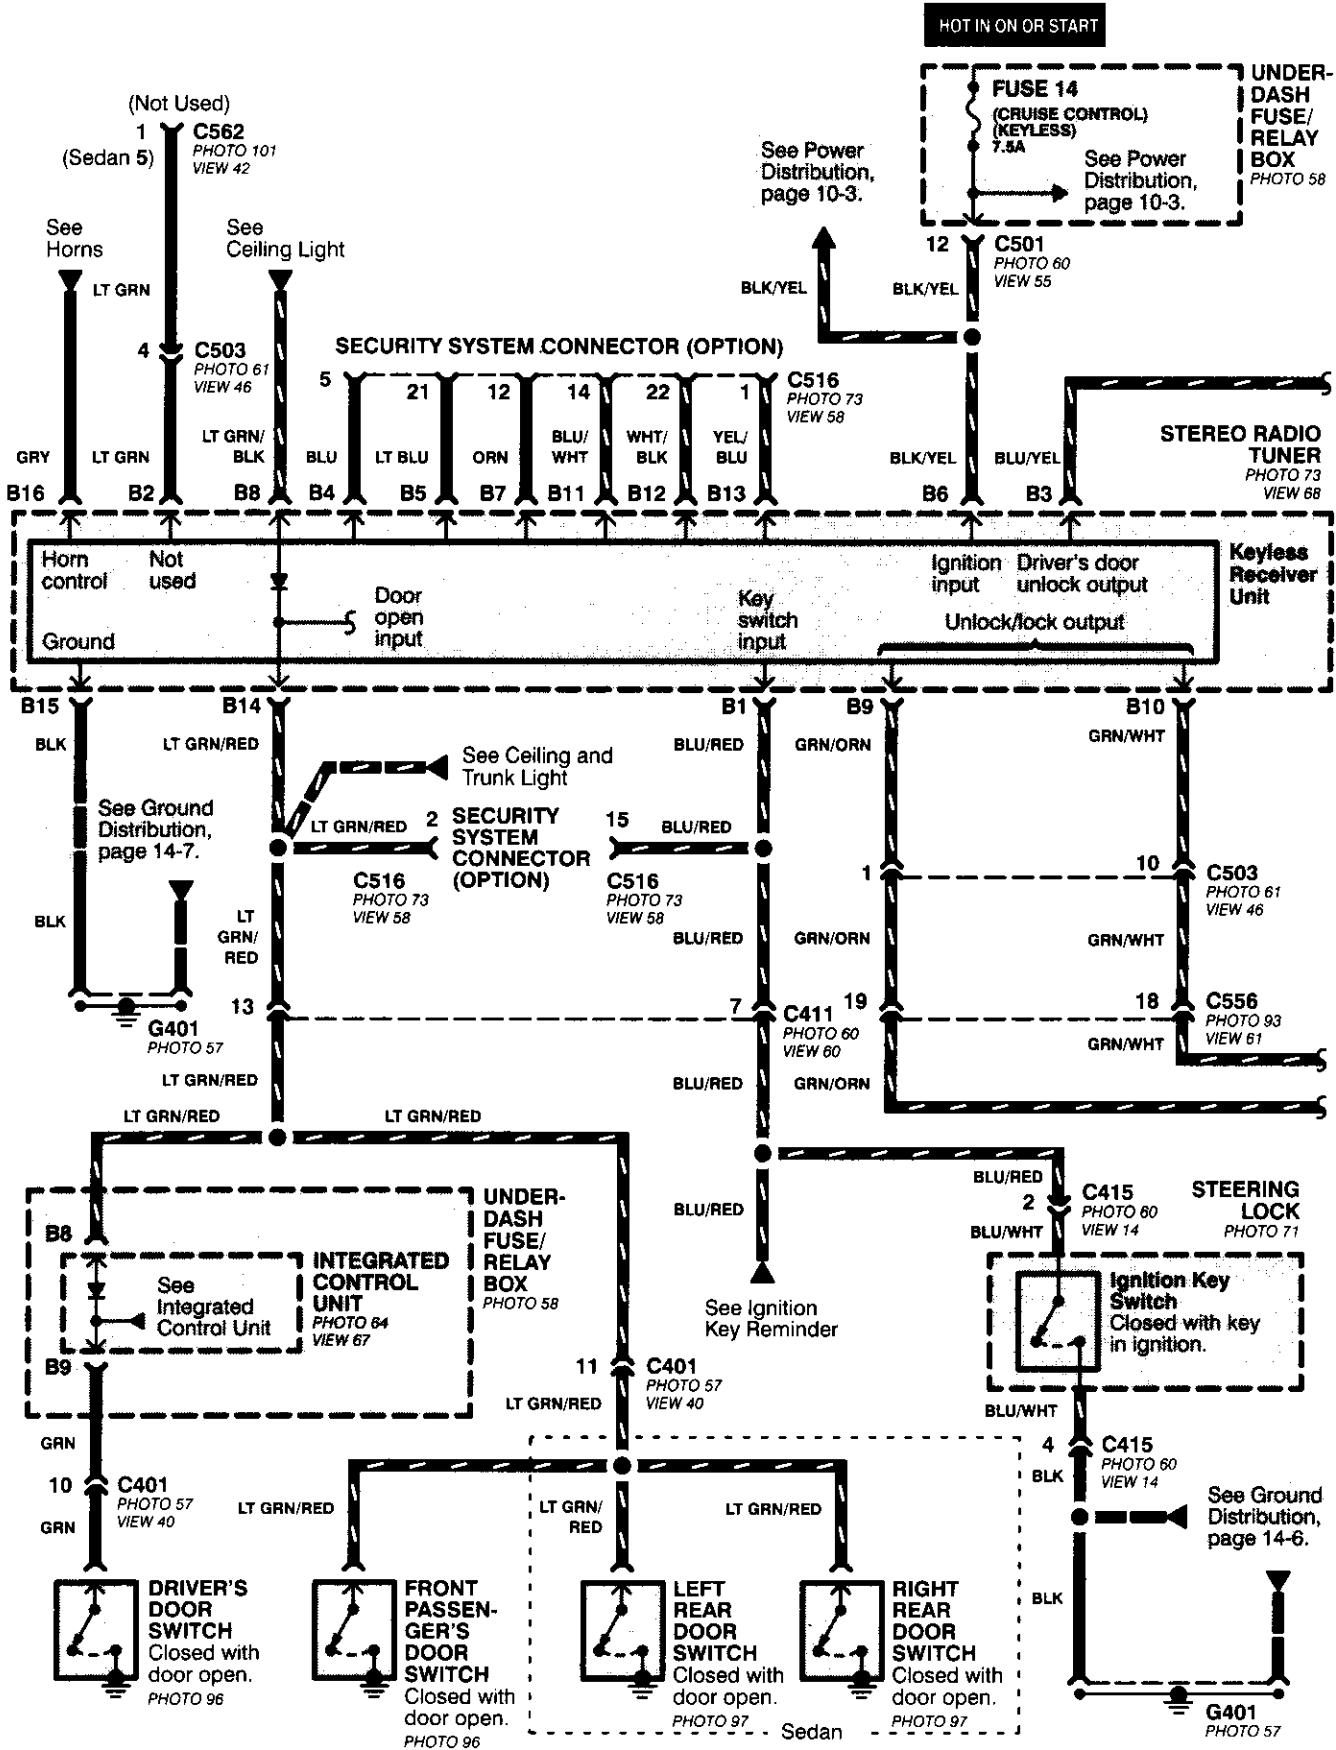 HOT IN ON OR START
UNDER-
DASH
FUSE/
RELAY
BOX
PHOTO 58
FUSE 14
(CRUISE CONTROL)
(KEYLESS)
7.5A
See Power
Distribution,
page 10-3.
See Power
Distribution,
page 10-3.
(Not Used)
1
C562
(Sedan 5)
PHOTO 101
VIEW 42
See
Horns
See
Ceiling Light
12
C501
PHOTO 60
VIEW 55
LT GRN
BLK/YEL
BLK/YEL
4
C503
PHOTO 61
VIEW 46
SECURITY SYSTEM CONNECTOR (OPTION)
5
21
12
14
22
1
C516
PHOTO 73
VIEW 58
GRY
LT GRN
LT GRN/
BLK
BLU
LT BLU
ORN
BLU/
WHT
WHT/
BLK
YEL/
BLU
BLK/YEL
BLU/YEL
STEREO RADIO
TUNER
PHOTO 73
VIEW 68
B16
B2
B8
B4
B5
B7
B11
B12
B13
B6
B3
Horn
control
Not
used
Door
open
input
Key
switch
input
Ignition
input
Driver's door
unlock output
Keyless
Receiver
Unit
Ground
Unlock/lock output
B15
B14
B1
B9
B10
BLK
LT GRN/RED
BLU/RED
GRN/ORN
GRN/WHT
See Ceiling and
Trunk Light
See Ground
Distribution,
page 14-7.
LT GRN/RED
2
SECURITY
SYSTEM
CONNECTOR
(OPTION)
15
BLU/RED
C516
PHOTO 73
VIEW 58
C516
PHOTO 73
VIEW 58
1
10
C503
PHOTO 61
VIEW 46
BLK
LT
GRN/
RED
BLU/RED
GRN/ORN
GRN/WHT
13
7
C411
PHOTO 60
VIEW 60
19
18
C556
PHOTO 93
VIEW 61
G401
PHOTO 57
LT GRN/RED
BLU/RED
GRN/ORN
GRN/WHT
LT GRN/RED
LT GRN/RED
BLU/RED
BLU/RED
2
C415
PHOTO 60
VIEW 14
BLU/WHT
STEERING
LOCK
PHOTO 71
B8
UNDER-
DASH
FUSE/
RELAY
BOX
PHOTO 58
See
Integrated
Control Unit
INTEGRATED
CONTROL
UNIT
PHOTO 64
VIEW 67
B9
See Ignition
Key Reminder
Ignition Key
Switch
Closed with key
in ignition.
11
C401
PHOTO 57
VIEW 40
LT GRN/RED
BLU/WHT
GRN
4
C415
PHOTO 60
VIEW 14
BLK
10
C401
PHOTO 57
VIEW 40
GRN
LT GRN/RED
LT GRN/
RED
LT GRN/RED
See Ground
Distribution,
page 14-6.
BLK
DRIVER'S
DOOR
SWITCH
Closed with
door open.
PHOTO 96
FRONT
PASSEN-
GER'S
DOOR
SWITCH
Closed with
door open.
PHOTO 96
LEFT
REAR
DOOR
SWITCH
Closed with
door open.
PHOTO 97
RIGHT
REAR
DOOR
SWITCH
Closed with
door open.
PHOTO 97
Sedan
G401
PHOTO 57